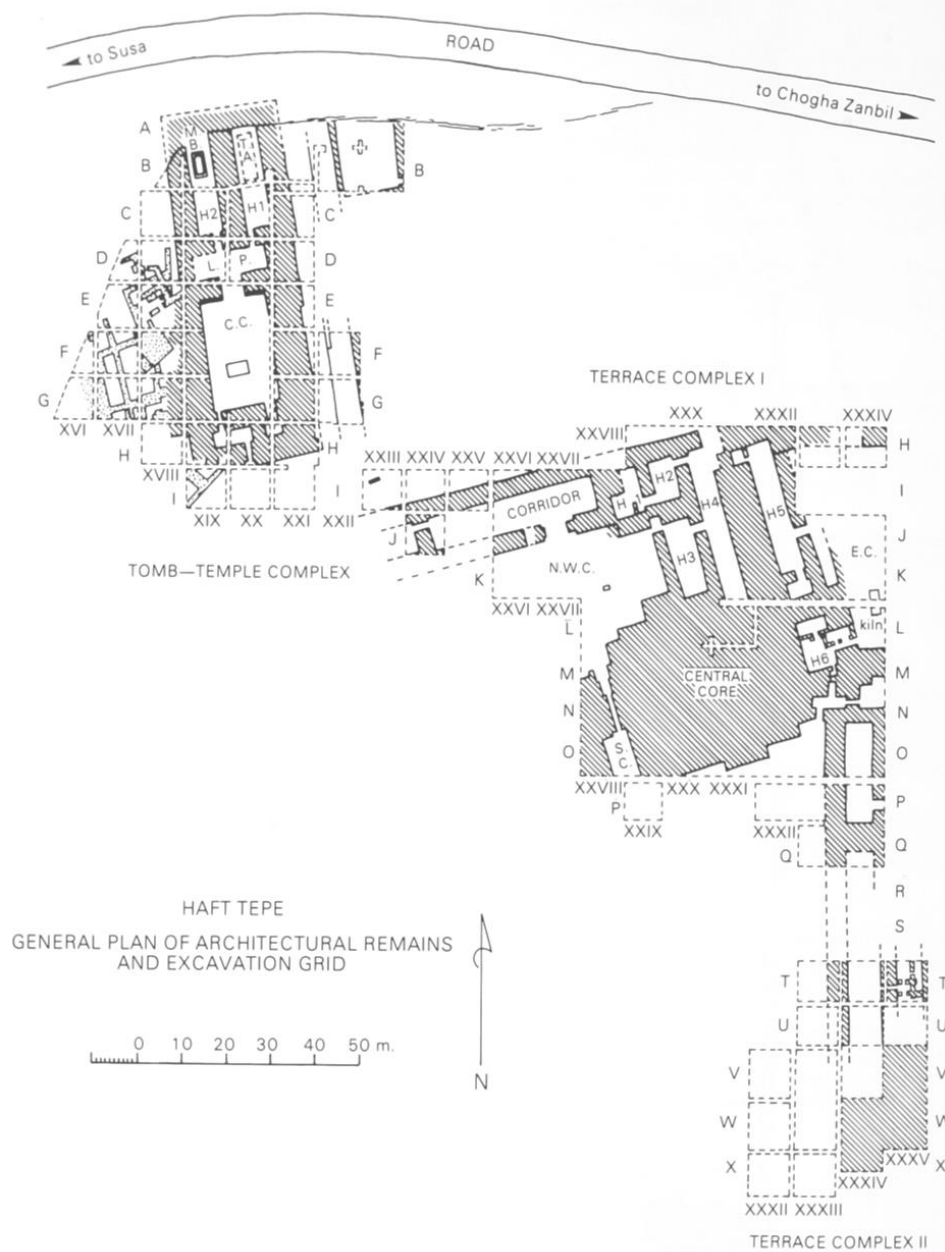 to Susa
ROAD
to Chogha Zanbil
A
M
B
T
A
B
B
C
H2
H1
C
D
L.
P.
D
E
C.C.
E
F
F
G
G
XVI XVII
H
H
XVIII
I
I
XIX XX XXI XXII
TOMB—TEMPLE COMPLEX
TERRACE COMPLEX I
XXX XXXII XXXIV
XXVIII
H
XXIII XXIV XXV XXVI XXVII
I
CORRIDOR
H
H2
H4
H5
J
J
E.C.
K
N.W.C.
H3
K
XXVI XXVII
kiln
L
L
H6
M
CENTRAL
CORE
M
N
N
O
S.
C.
O
XXVIII XXX XXXI
P
P
XXIX
XXXII
Q
Q
R
S
HAFT TEPE
GENERAL PLAN OF ARCHITECTURAL REMAINS
AND EXCAVATION GRID
0 10 20 30 40 50 m.
N
T
T
U
U
V
V
W
W
X
X
XXXV
XXXIV
XXXII XXXIII
TERRACE COMPLEX II